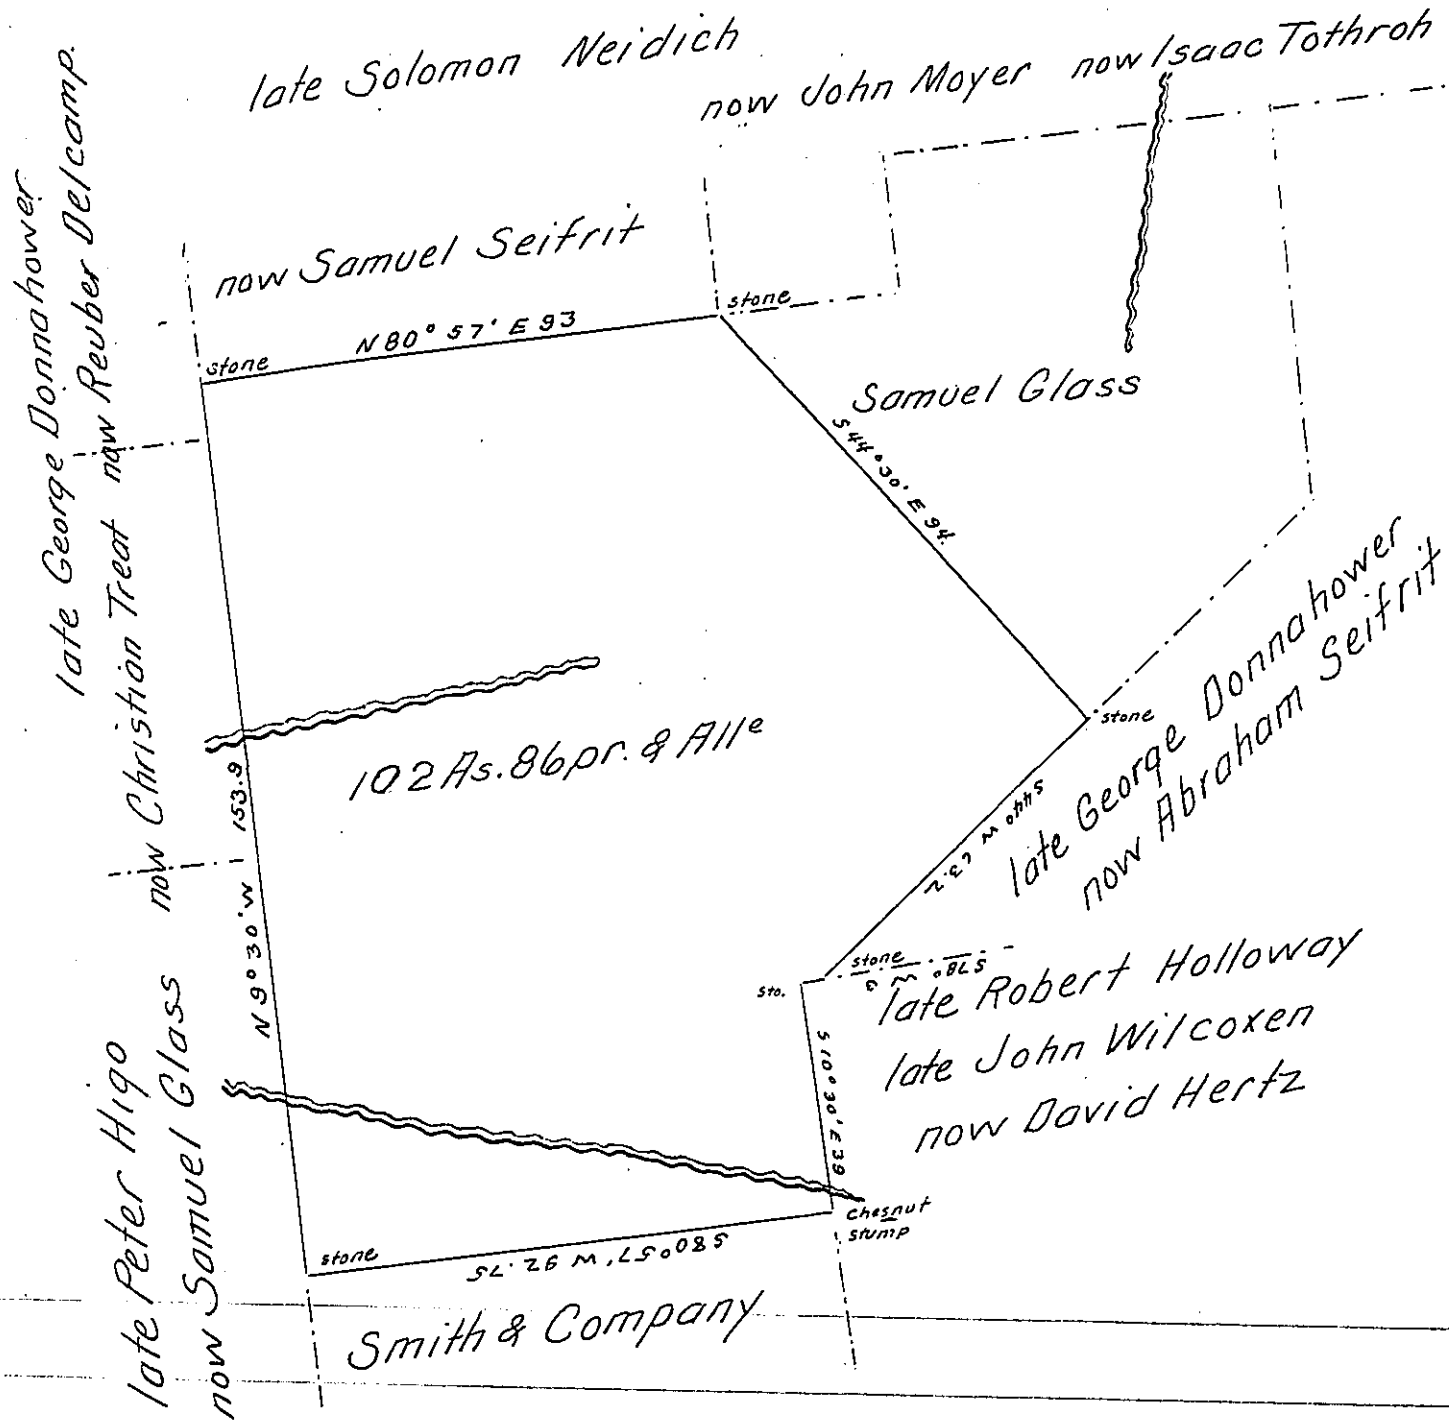 late Solomon Neidich
now John Moyer now Isaac Tothroh
late George Donnahower
now Christion Treat now Reuber Delcamp.
now Samuel Seifrit
stone
N 80° 57' E 93
stone
Samuel Glass
S 44° 30' E 94.
stone
S 44° W 63.2
late George Donnahower
now Abraham Seifrit
102 As. 86 pr. & Alle
153.9
N 9° 30' W
stone
sto.
S 78° W
late Robert Holloway
late John Wilcoxen
now David Hertz
S 10° 30' E 39
Chesnut
stump
stone
S 80° 57' W 92.75
late Peter Higo
now Samuel Glass
Smith & Company